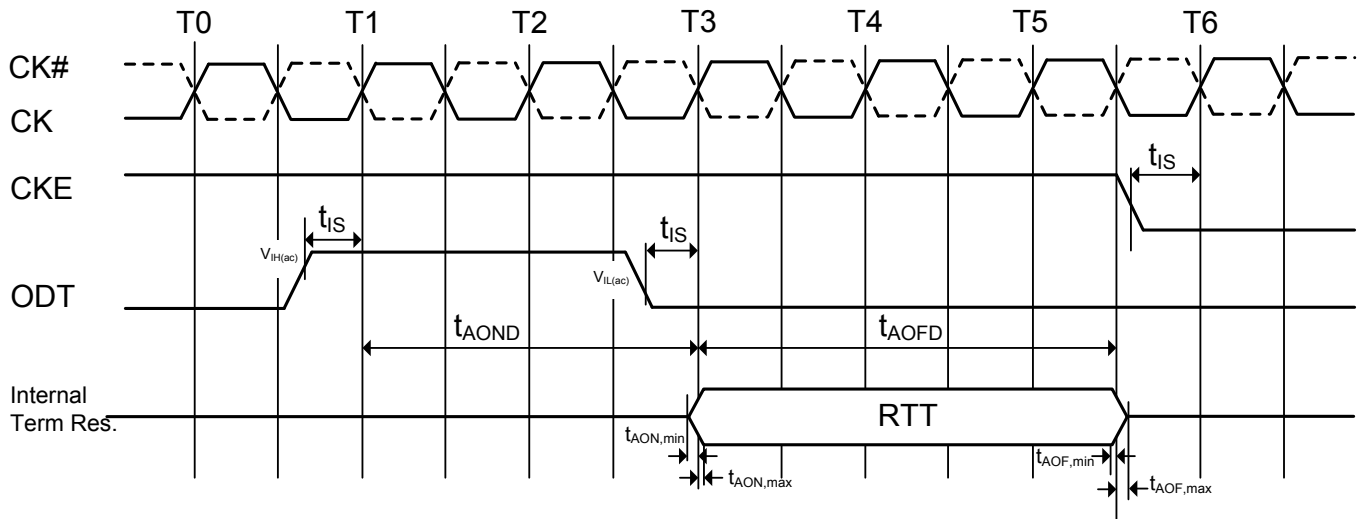 T0 T1 T2 T3 T4 T5 T6
CK#
CK
tIS
CKE
tIS
tIS
VIH(ac)
VIL(ac)
ODT
tAOND
tAOFD
Internal
Term Res.
RTT
tAON,min
tAOF,min
tAON,max
tAOF,max